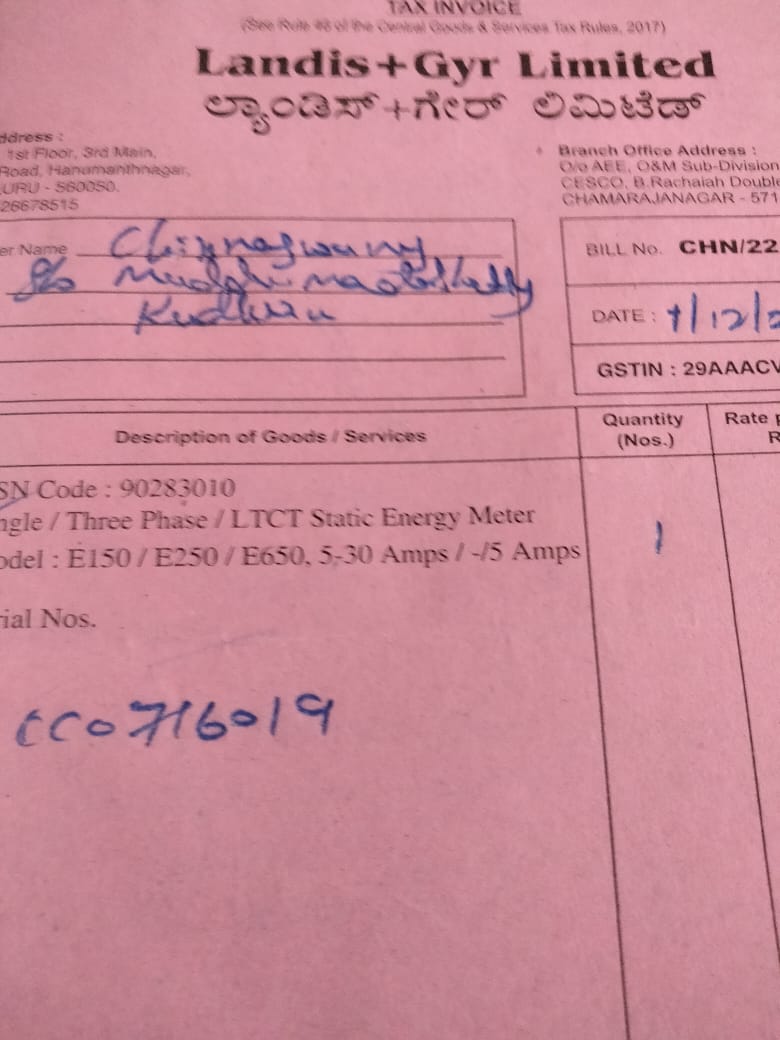 TAX INVOICE
(See Rule 46 of the Central Goods & Services Tax Rules, 2017)
Landis+Gyr Limited
ಲ್ಯಾಂಡಿಸ್+ಗೇರ್ ಲಿಮಿಟೆಡ್
ddress :
1st Floor, 3rd Main,
Road, Hanumanthnagar,
URU - 560050.
26678515
Branch Office Address :
O/o AEE, O&M Sub-Division
CESCO, B.Rachaiah Double
CHAMARAJANAGAR - 571
er Name
S/o
BILL No. CHN/22
DATE : 1/12/2
GSTIN : 29AAACV
Description of Goods / Services
Quantity (Nos.)
Rate
SN Code : 90283010
ngle / Three Phase / LTCT Static Energy Meter
odel : E150 / E250 / E650, 5-30 Amps / -/5 Amps
1
rial Nos.
CC0716019